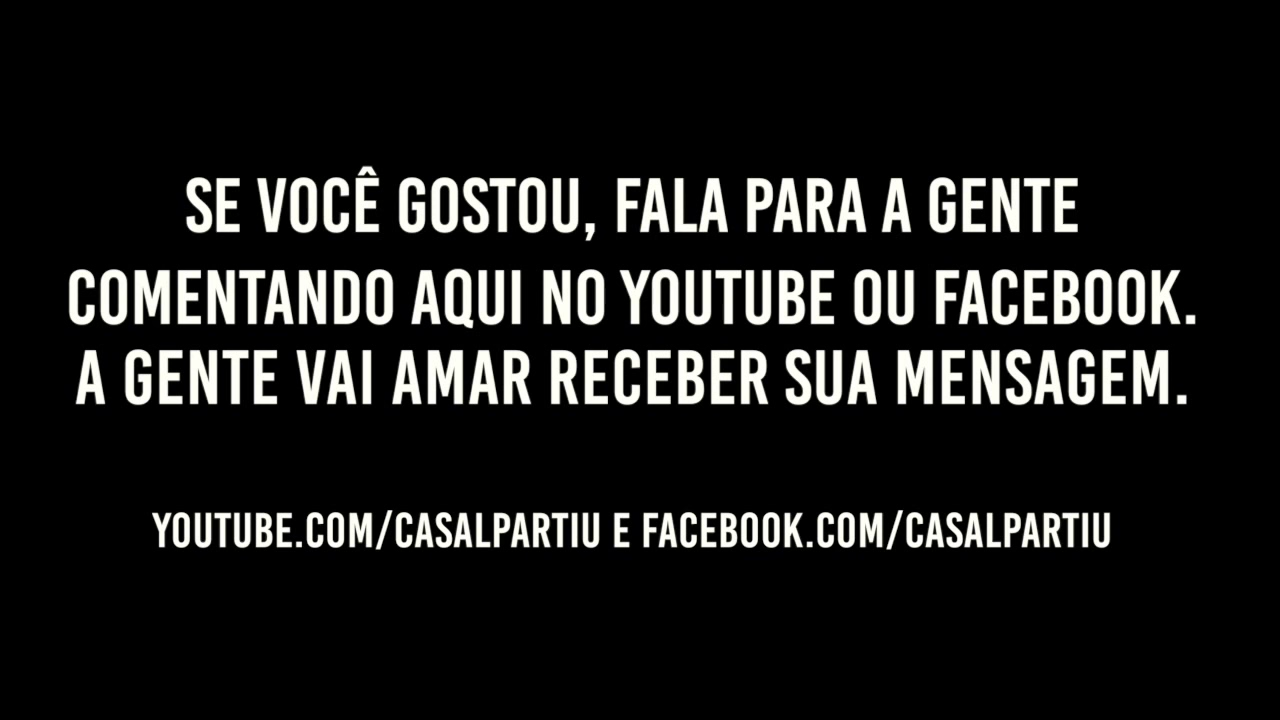 SE VOCÊ GOSTOU, FALA PARA A GENTE
COMENTANDO AQUI NO YOUTUBE OU FACEBOOK.
A GENTE VAI AMAR RECEBER SUA MENSAGEM.
YOUTUBE.COM/CASALPARTIU E FACEBOOK.COM/CASALPARTIU